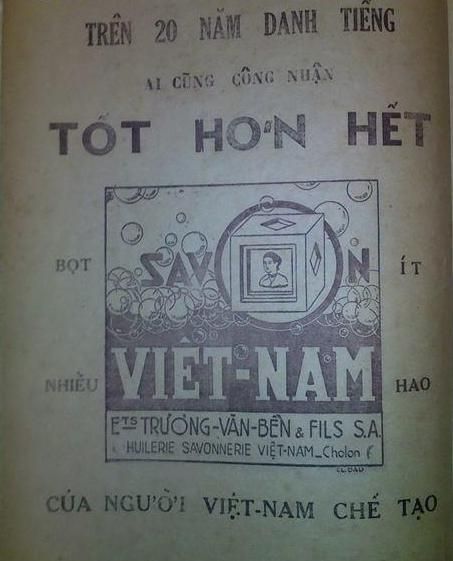 TRÊN 20 NĂM DANH TIẾNG
AI CŨNG CÔNG NHẬN
TỐT HƠN HẾT
BỌT
SAVON
ÍT
NHIỀU
VIỆT-NAM
HAO
Ets TRƯƠNG-VĂN-BỀN & FILS S.A.
HUILERIE SAVONNERIE VIỆT-NAM_Cholon
CỦA NGƯỜI VIỆT-NAM CHẾ TẠO